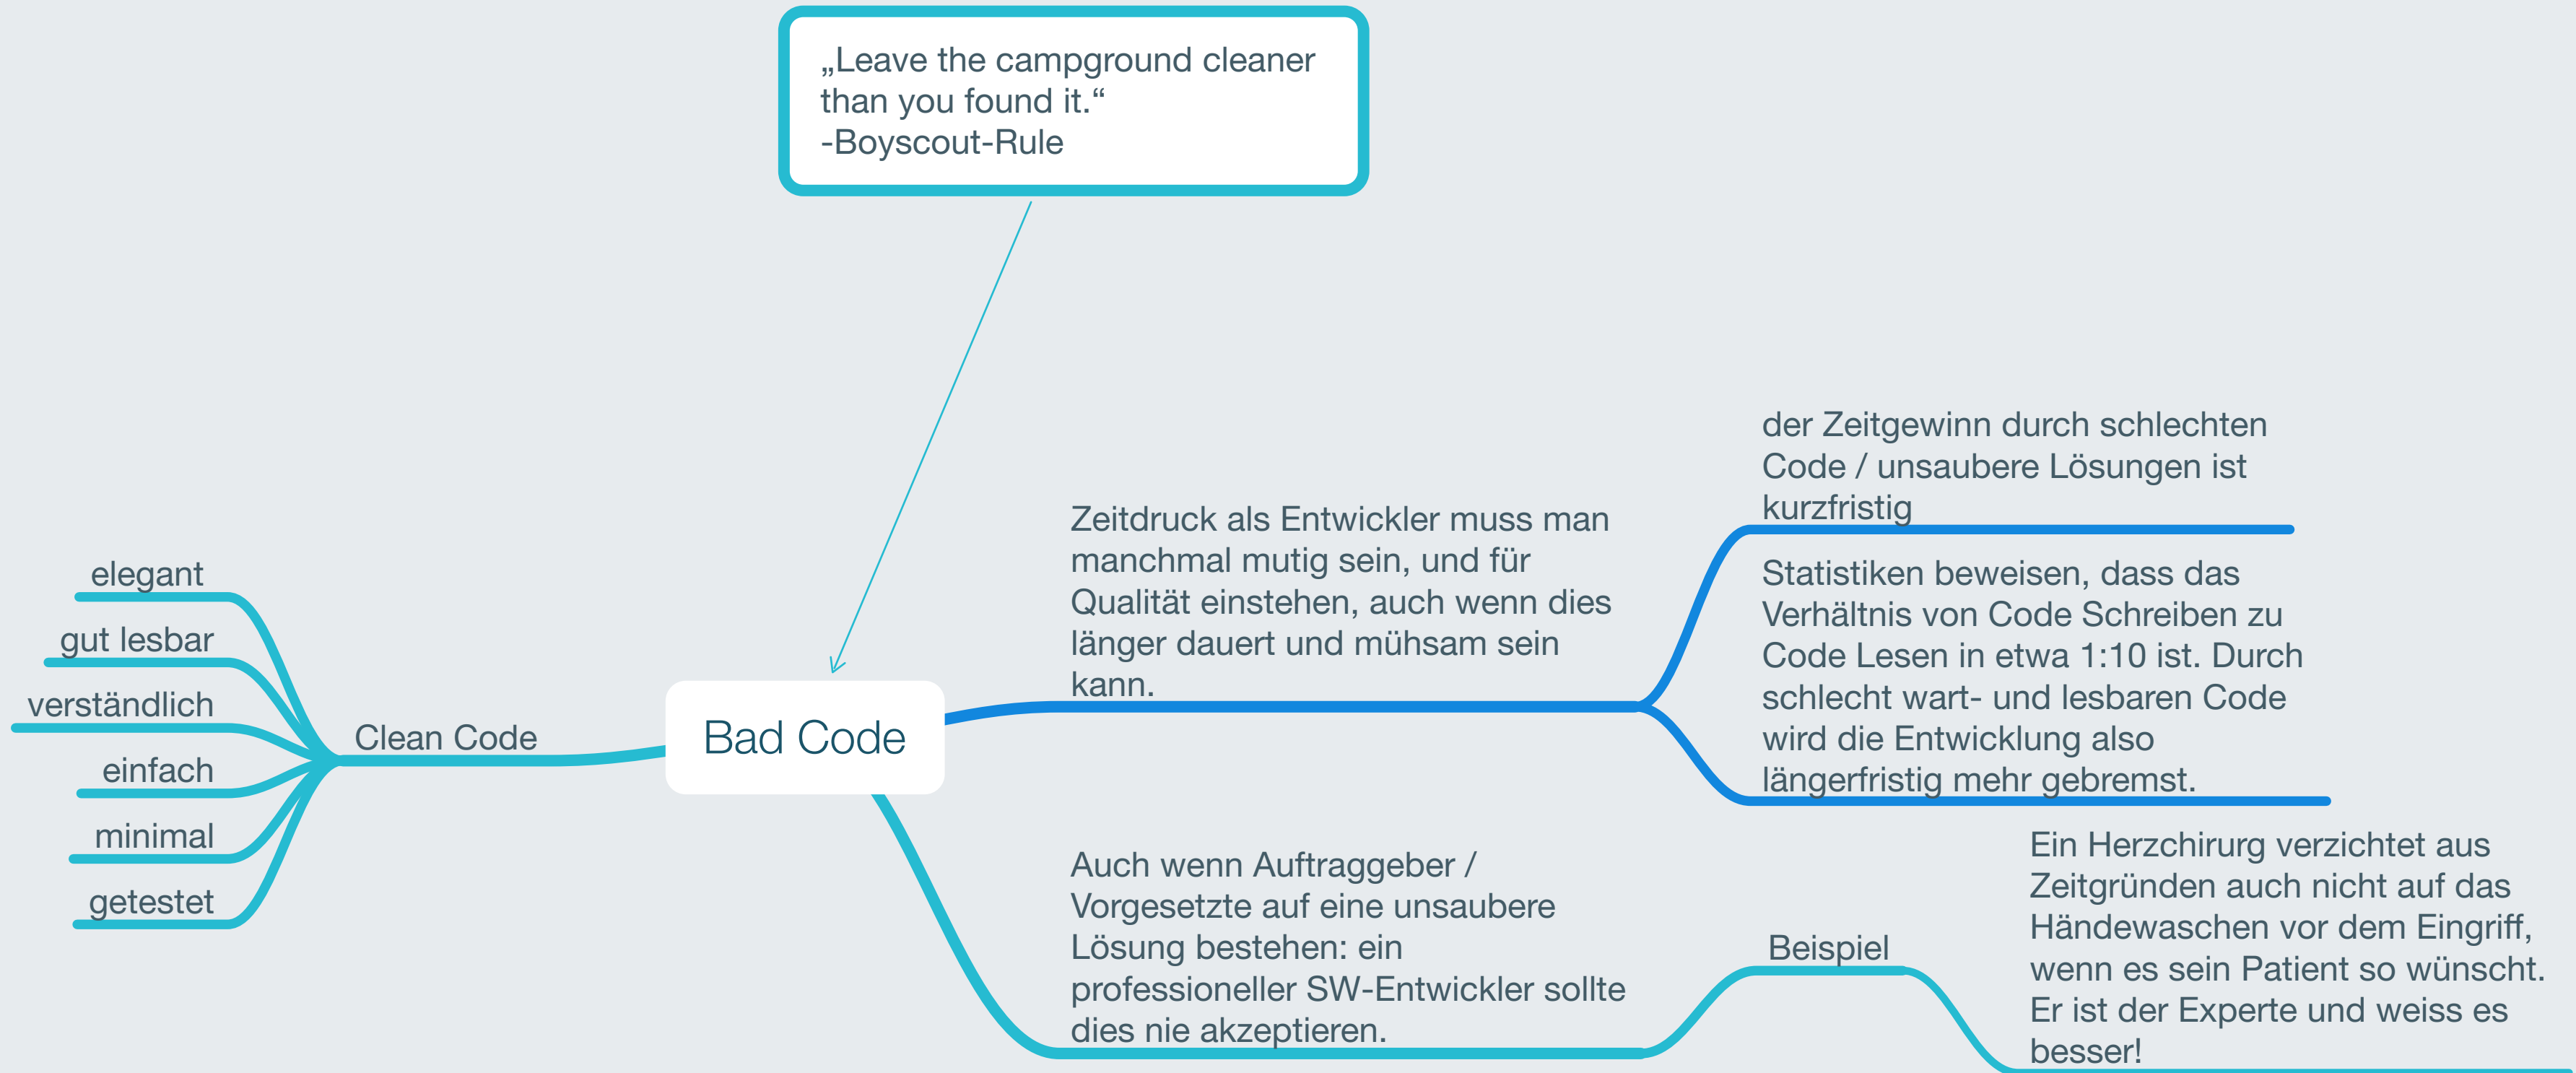 „Leave the campground cleaner
than you found it.“
-Boyscout-Rule
Bad Code
Clean Code
elegant
gut lesbar
verständlich
einfach
minimal
getestet
Zeitdruck als Entwickler muss man
manchmal mutig sein, und für
Qualität einstehen, auch wenn dies
länger dauert und mühsam sein
kann.
der Zeitgewinn durch schlechten
Code / unsaubere Lösungen ist
kurzfristig
Statistiken beweisen, dass das
Verhältnis von Code Schreiben zu
Code Lesen in etwa 1:10 ist. Durch
schlecht wart- und lesbaren Code
wird die Entwicklung also
längerfristig mehr gebremst.
Auch wenn Auftraggeber /
Vorgesetzte auf eine unsaubere
Lösung bestehen: ein
professioneller SW-Entwickler sollte
dies nie akzeptieren.
Beispiel
Ein Herzchirurg verzichtet aus
Zeitgründen auch nicht auf das
Händewaschen vor dem Eingriff,
wenn es sein Patient so wünscht.
Er ist der Experte und weiss es
besser!